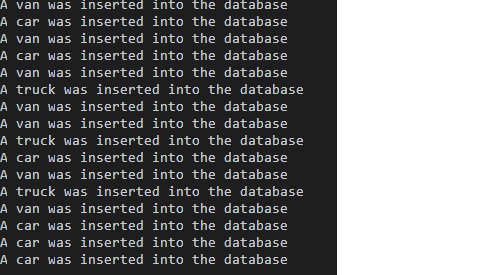 A van was inserted into the database
A car was inserted into the database
A van was inserted into the database
A car was inserted into the database
A van was inserted into the database
A truck was inserted into the database
A van was inserted into the database
A van was inserted into the database
A truck was inserted into the database
A car was inserted into the database
A van was inserted into the database
A truck was inserted into the database
A van was inserted into the database
A car was inserted into the database
A car was inserted into the database
A car was inserted into the database